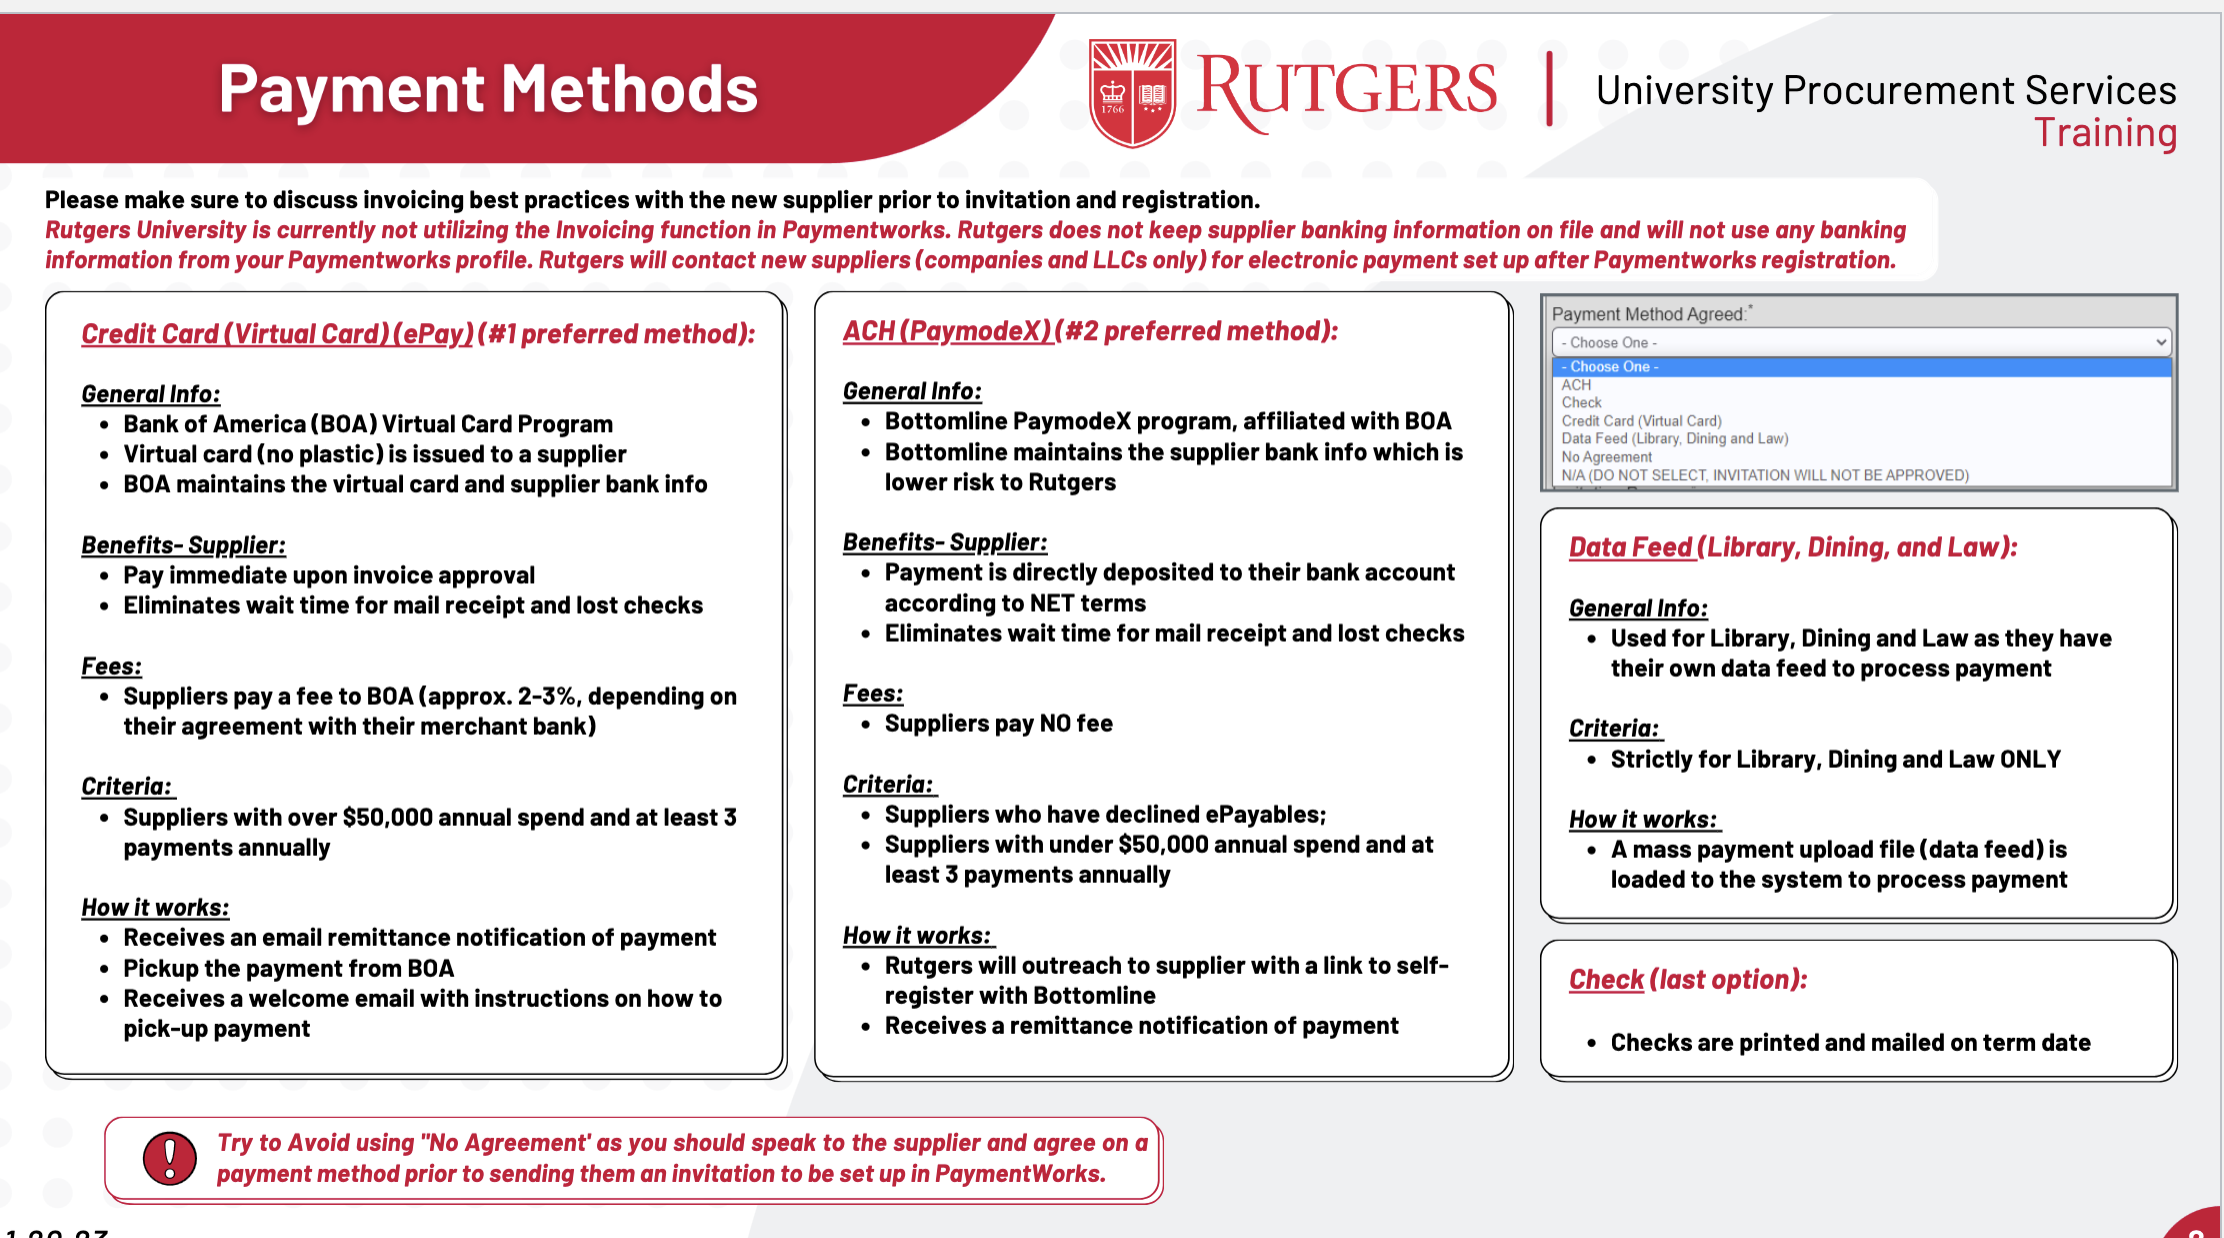 Payment Methods
1766
RUTGERS
University Procurement Services
Training
Please make sure to discuss invoicing best practices with the new supplier prior to invitation and registration.
Rutgers University is currently not utilizing the Invoicing function in Paymentworks. Rutgers does not keep supplier banking information on file and will not use any banking
information from your Paymentworks profile. Rutgers will contact new suppliers (companies and LLCs only) for electronic payment set up after Paymentworks registration.
Credit Card (Virtual Card) (ePay) (#1 preferred method):
General Info:
• Bank of America (BOA) Virtual Card Program
• Virtual card (no plastic) is issued to a supplier
• BOA maintains the virtual card and supplier bank info
Benefits- Supplier:
• Pay immediate upon invoice approval
• Eliminates wait time for mail receipt and lost checks
Fees:
• Suppliers pay a fee to BOA (approx. 2-3%, depending on
their agreement with their merchant bank)
Criteria:
• Suppliers with over $50,000 annual spend and at least 3
payments annually
How it works:
• Receives an email remittance notification of payment
• Pickup the payment from BOA
• Receives a welcome email with instructions on how to
pick-up payment
ACH (PaymodeX) (#2 preferred method):
General Info:
• Bottomline PaymodeX program, affiliated with BOA
• Bottomline maintains the supplier bank info which is
lower risk to Rutgers
Benefits- Supplier:
• Payment is directly deposited to their bank account
according to NET terms
• Eliminates wait time for mail receipt and lost checks
Fees:
• Suppliers pay NO fee
Criteria:
• Suppliers who have declined ePayables;
• Suppliers with under $50,000 annual spend and at
least 3 payments annually
How it works:
• Rutgers will outreach to supplier with a link to self-
register with Bottomline
• Receives a remittance notification of payment
Payment Method Agreed:*
- Choose One -
- Choose One -
ACH
Check
Credit Card (Virtual Card)
Data Feed (Library, Dining and Law)
No Agreement
N/A (DO NOT SELECT, INVITATION WILL NOT BE APPROVED)
Data Feed (Library, Dining, and Law):
General Info:
• Used for Library, Dining and Law as they have
their own data feed to process payment
Criteria:
• Strictly for Library, Dining and Law ONLY
How it works:
• A mass payment upload file (data feed) is
loaded to the system to process payment
Check (last option):
• Checks are printed and mailed on term date
Try to Avoid using "No Agreement' as you should speak to the supplier and agree on a
payment method prior to sending them an invitation to be set up in PaymentWorks.